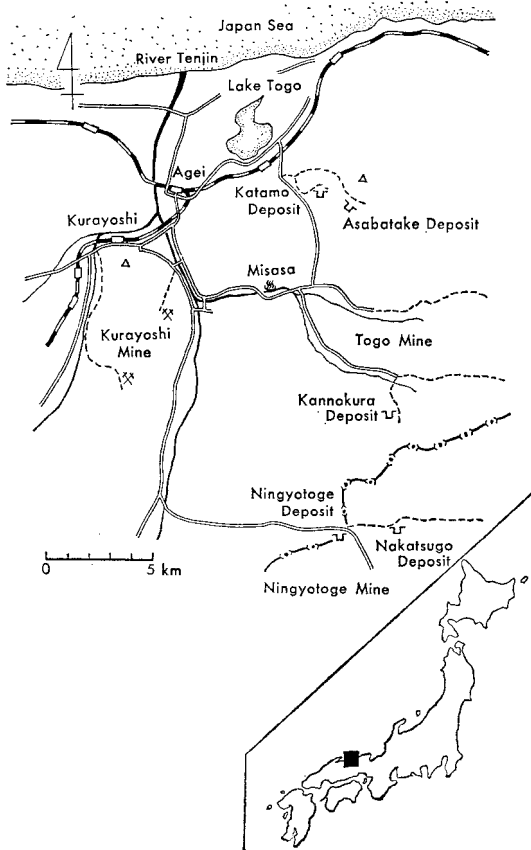 Japan Sea
River Tenjin
Lake Togo
Agei
Katamo
Deposit
Asabatake Deposit
Kurayoshi
Misasa
Kurayoshi
Mine
Togo Mine
Kannokura
Deposit
Ningyotoge
Deposit
Nakatsugo
Deposit
0 5 km
Ningyotoge Mine